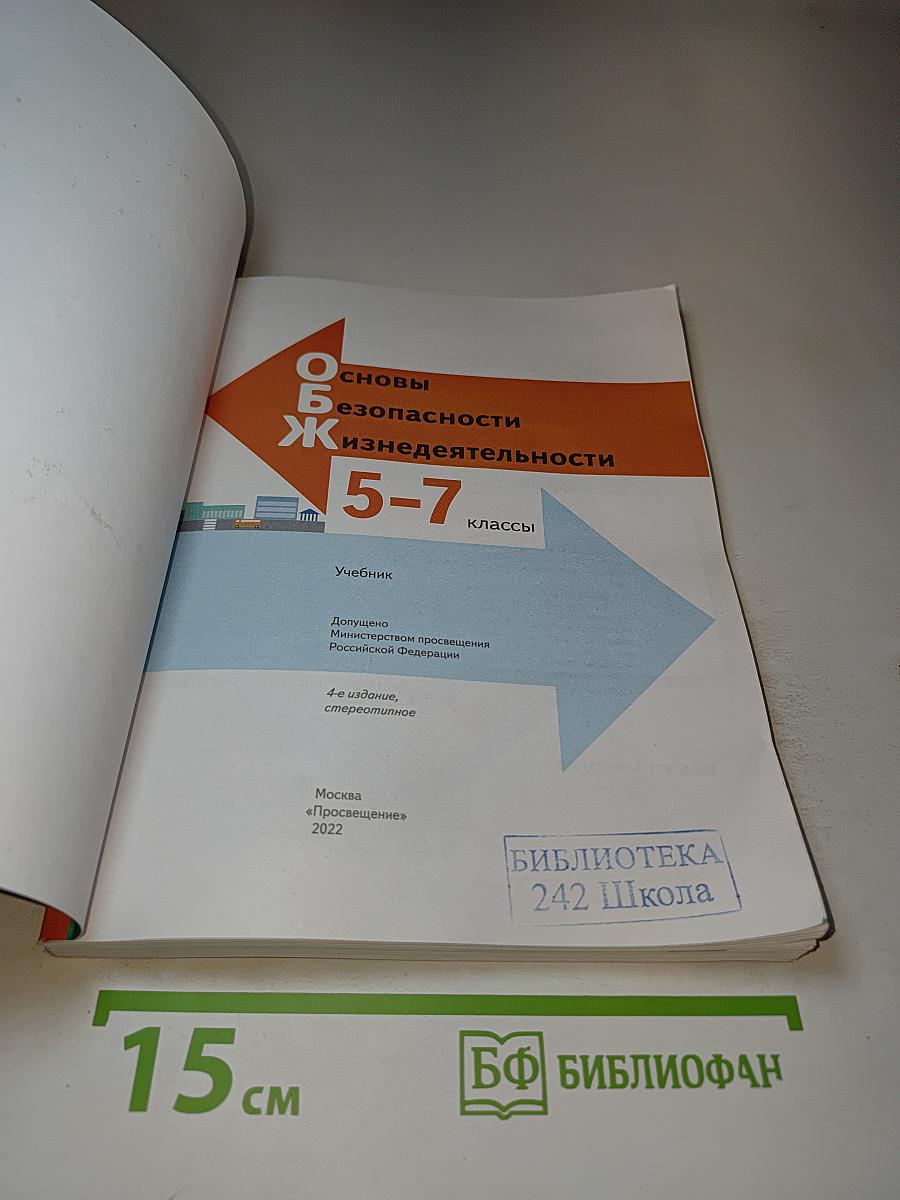 Основы
Безопасности
Жизнедеятельности
5–7 классы
Учебник
Допущено
Министерством просвещения
Российской Федерации
4-е издание,
стереотипное
Москва
«Просвещение»
2022
БИБЛИОТЕКА
242 Школа
15 см
БФ БИБЛИОФАН